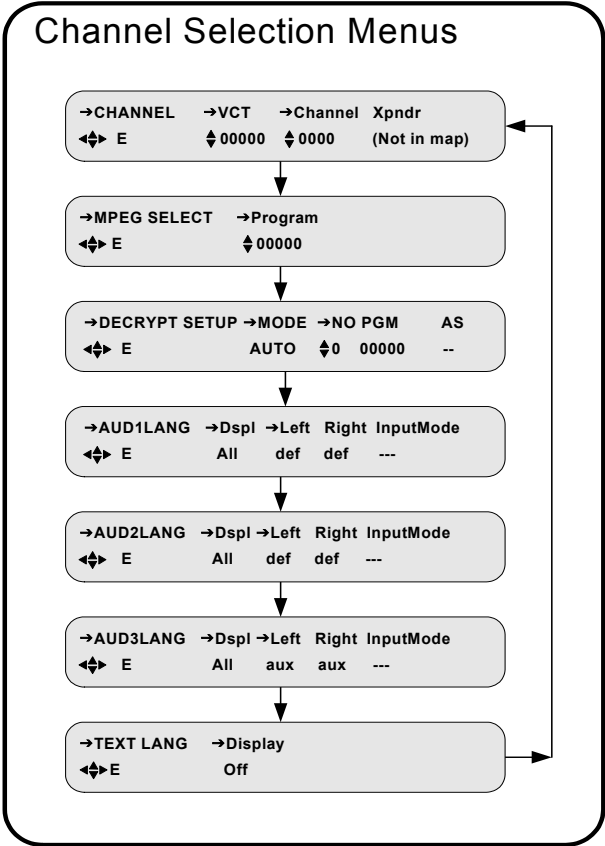 Channel Selection Menus
→CHANNEL →VCT →Channel Xpndr
◂⬍▸ E ⬍00000 ⬍0000 (Not in map)
→MPEG SELECT →Program
◂⬍▸ E ⬍00000
→DECRYPT SETUP →MODE →NO PGM AS
◂⬍▸ E AUTO ⬍0 00000 --
→AUD1LANG →Dspl →Left Right InputMode
◂⬍▸ E All def def ---
→AUD2LANG →Dspl →Left Right InputMode
◂⬍▸ E All def def ---
→AUD3LANG →Dspl →Left Right InputMode
◂⬍▸ E All aux aux ---
→TEXT LANG →Display
◂⬍▸E Off